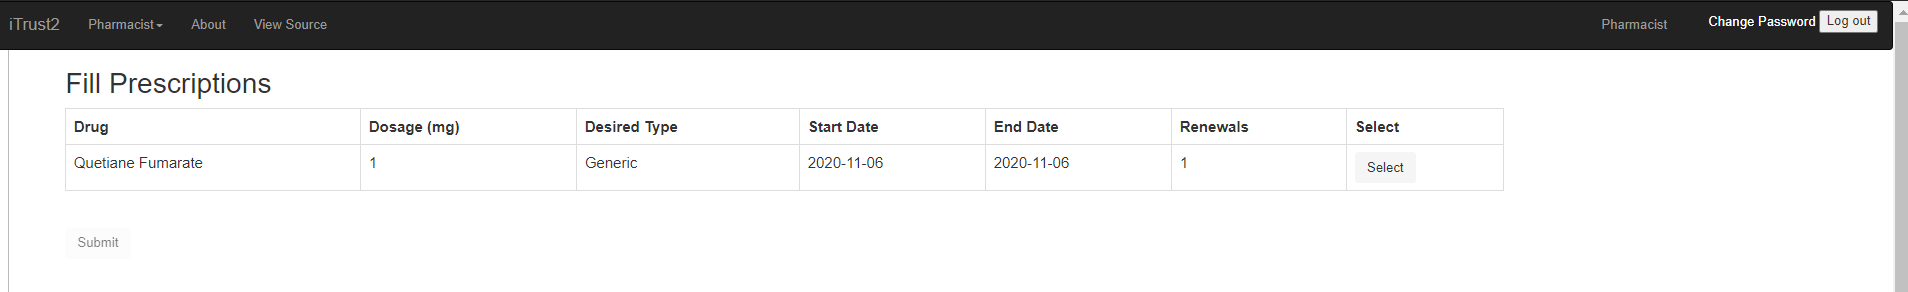 iTrust2 Pharmacist About View Source Pharmacist Change Password Log out
Fill Prescriptions
Drug Dosage (mg) Desired Type Start Date End Date Renewals Select
Quetiane Fumarate 1 Generic 2020-11-06 2020-11-06 1 Select
Submit